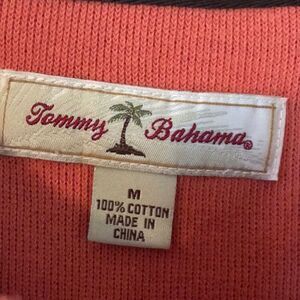 Tommy Bahama®
M
100% COTTON
MADE IN
CHINA